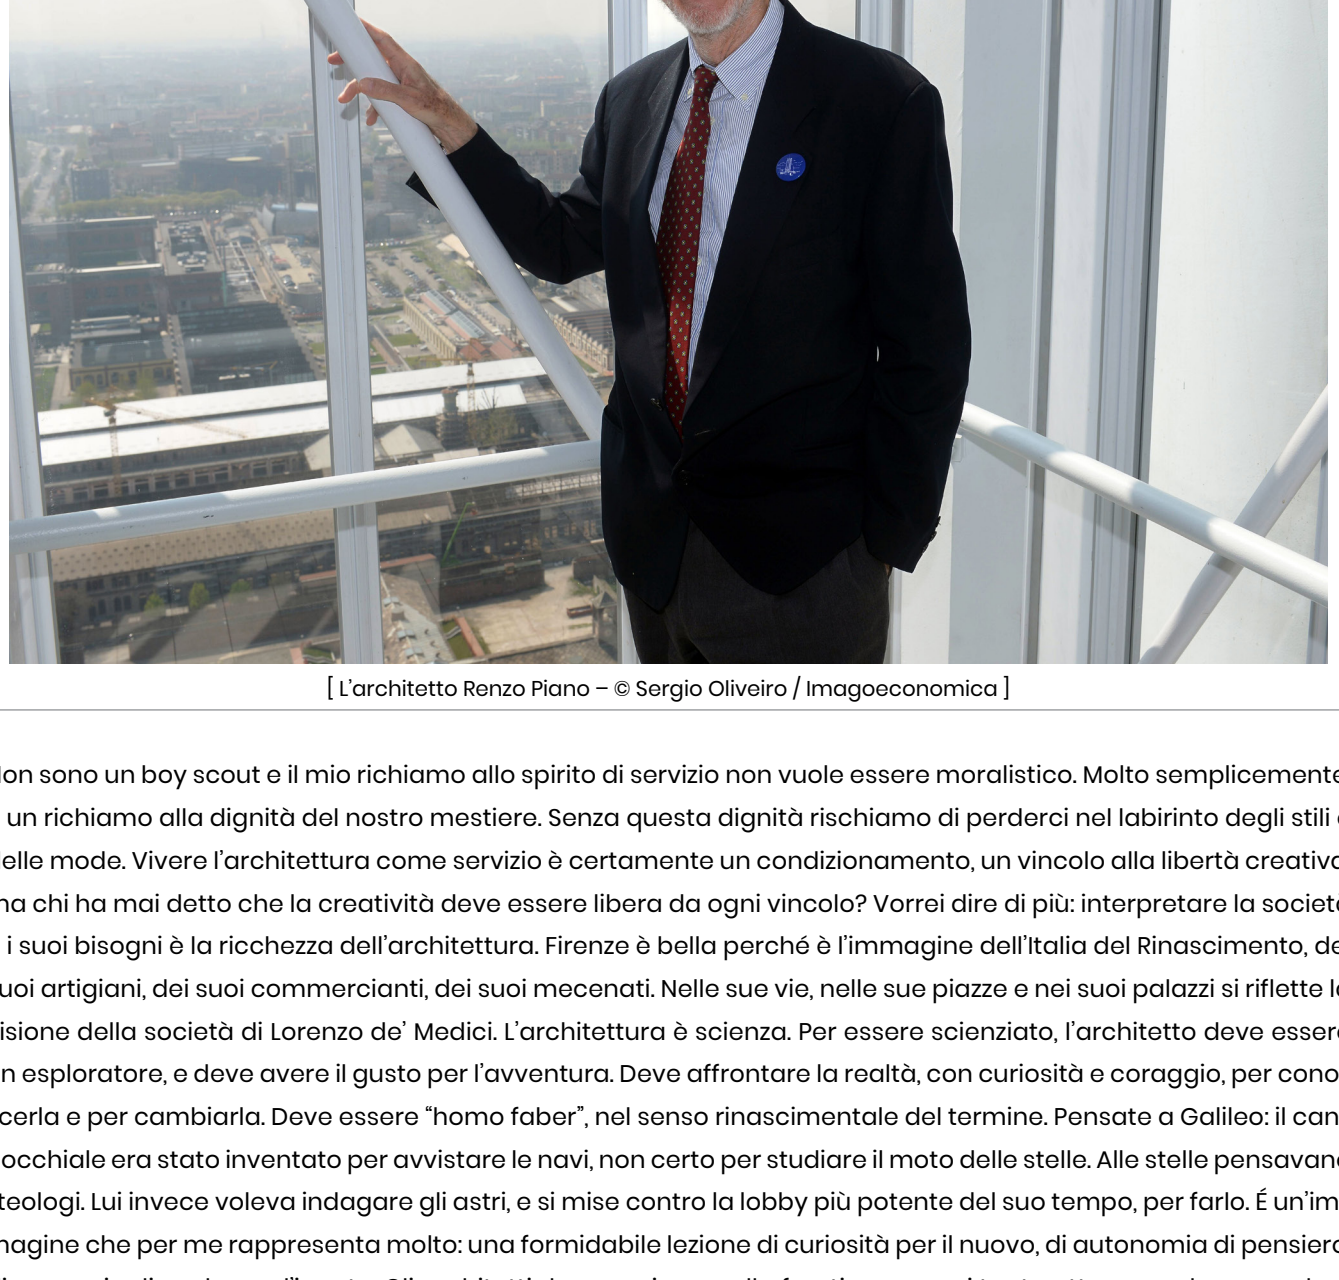 [ L’architetto Renzo Piano – © Sergio Oliveiro / Imagoeconomica ]
on sono un boy scout e il mio richiamo allo spirito di servizio non vuole essere moralistico. Molto semplicemente
un richiamo alla dignità del nostro mestiere. Senza questa dignità rischiamo di perderci nel labirinto degli stili
elle mode. Vivere l’architettura come servizio è certamente un condizionamento, un vincolo alla libertà creativa
ma chi ha mai detto che la creatività deve essere libera da ogni vincolo? Vorrei dire di più: interpretare la società
i suoi bisogni è la ricchezza dell’architettura. Firenze è bella perché è l’immagine dell’Italia del Rinascimento, de
uoi artigiani, dei suoi commercianti, dei suoi mecenati. Nelle sue vie, nelle sue piazze e nei suoi palazzi si riflette la
isione della società di Lorenzo de’ Medici. L’architettura è scienza. Per essere scienziato, l’architetto deve essere
n esploratore, e deve avere il gusto per l’avventura. Deve affrontare la realtà, con curiosità e coraggio, per cono
cerla e per cambiarla. Deve essere “homo faber”, nel senso rinascimentale del termine. Pensate a Galileo: il can
occhiale era stato inventato per avvistare le navi, non certo per studiare il moto delle stelle. Alle stelle pensavano
teologi. Lui invece voleva indagare gli astri, e si mise contro la lobby più potente del suo tempo, per farlo. É un’im
magine che per me rappresenta molto: una formidabile lezione di curiosità per il nuovo, di autonomia di pensiero